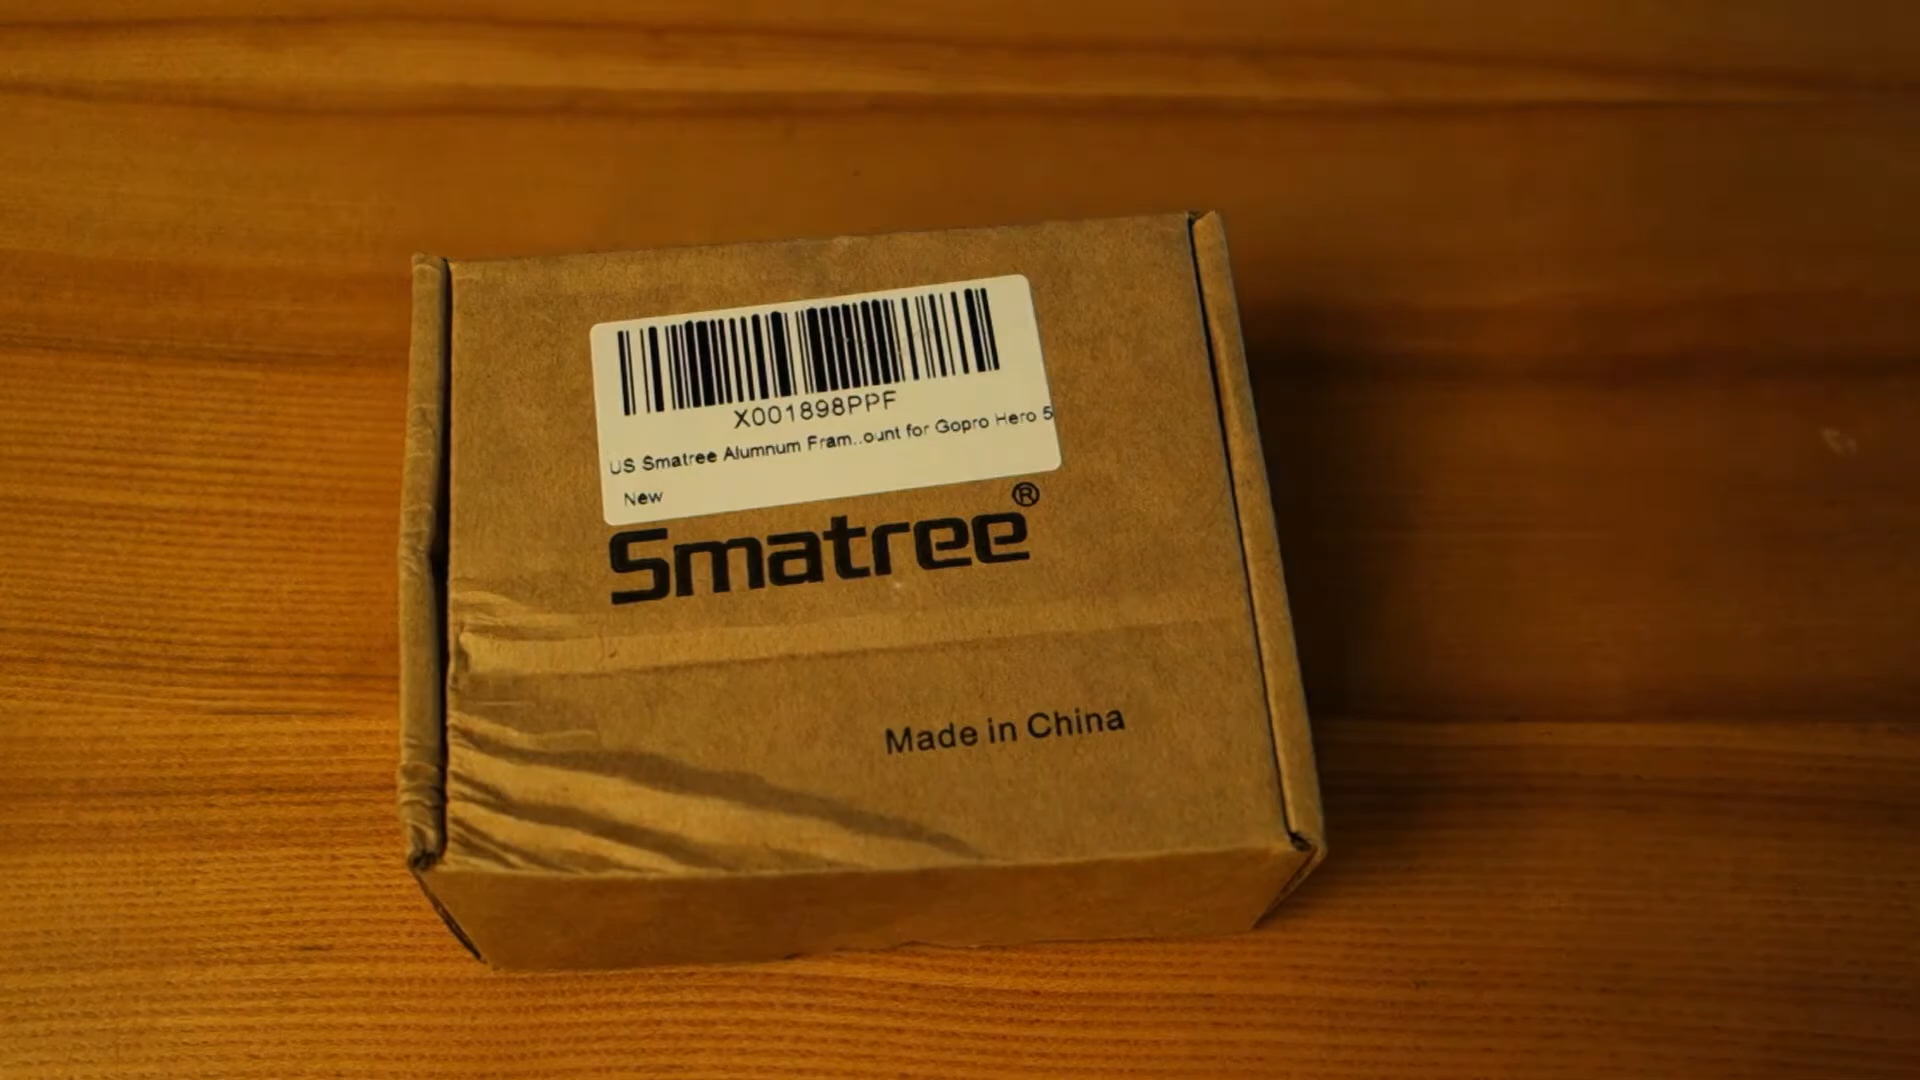 X001898PPF
US Smatree Alumnum Fram..ount for Gopro Hero 5
New
Smatree®
Made in China